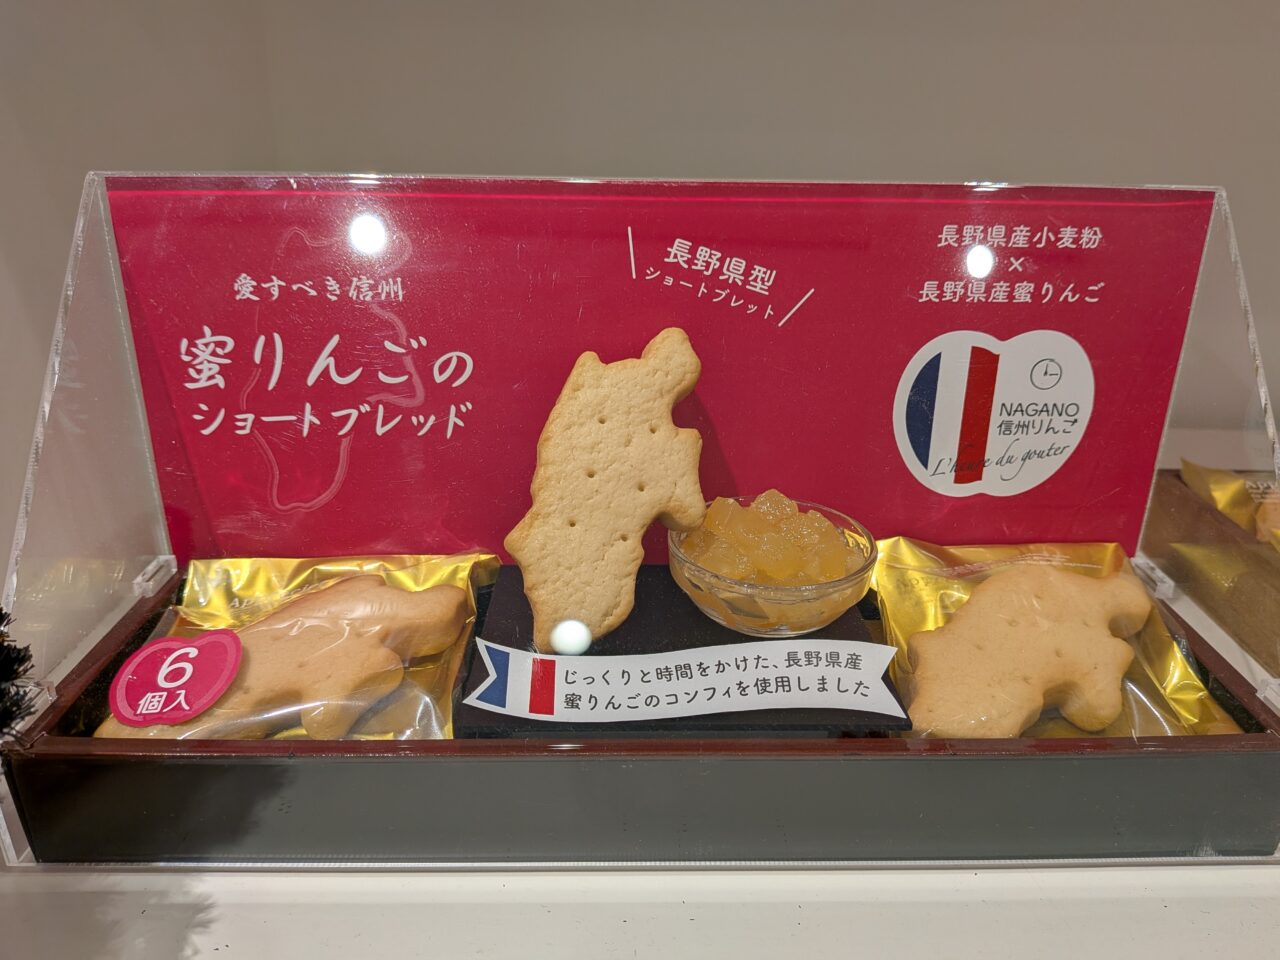 愛すべき信州
蜜りんごの
ショートブレッド
長野県型
ショートブレット
長野県産小麦粉
×
長野県産蜜りんご
NAGANO
信州りんご
L'heure du gouter
6
個入
じっくりと時間をかけた、長野県産
蜜りんごのコンフィを使用しました